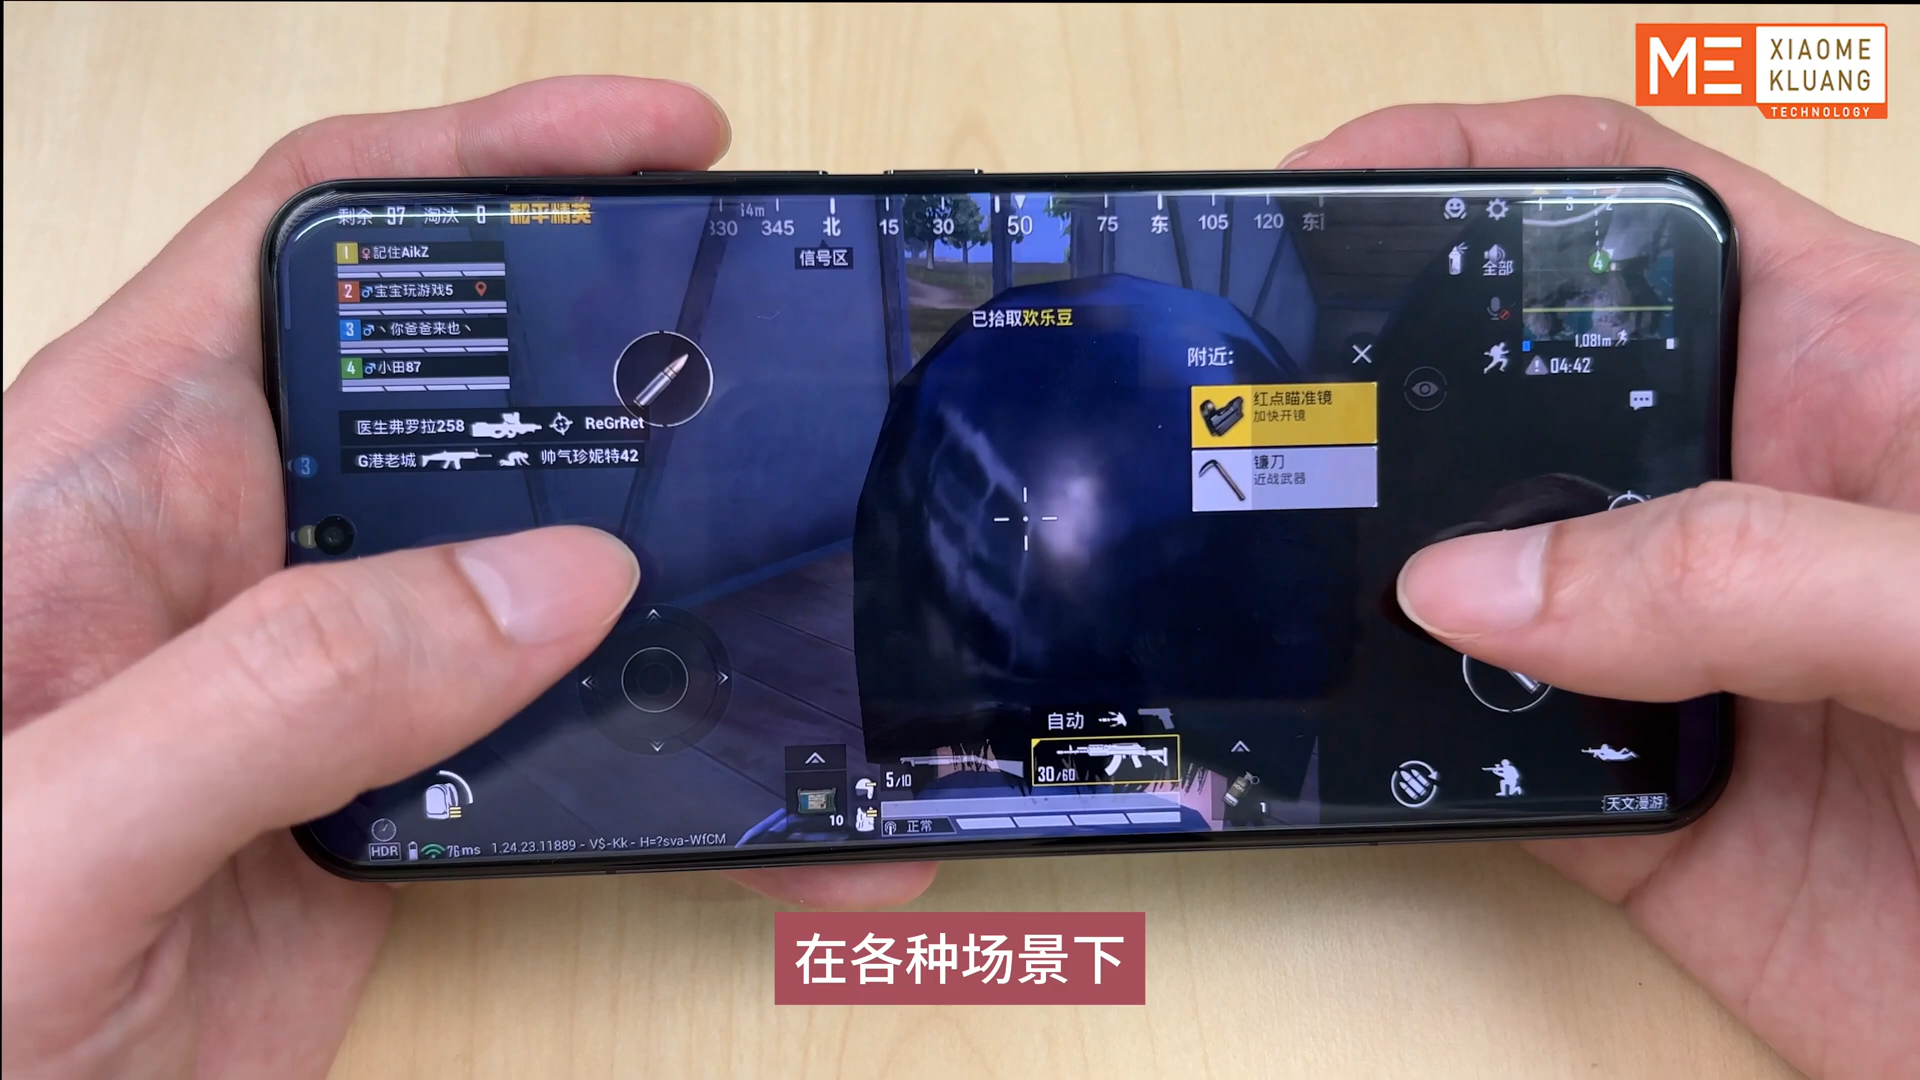 ME XIAOME
KLUANG
TECHNOLOGY
剩余 97 淘汰 8 和平精英
330 345 北 15 30 50 75 东 105 120
信号区
1 記住AikZ
2 宝宝玩游戏5
3 丶你爸爸来也丶
4 小田87
医生弗罗拉258 ReGrRet
G港老城 帅气珍妮特42
已拾取欢乐豆
附近:
红点瞄准镜
加快开镜
镰刀
近战武器
全部
4
1,081m
04:42
3
1
自动
5/10
30/60
10
1
正常
天文漫游
HDR 76ms 1.24.23.11889 - V$-Kk - H=?sva-WfCM
在各种场景下